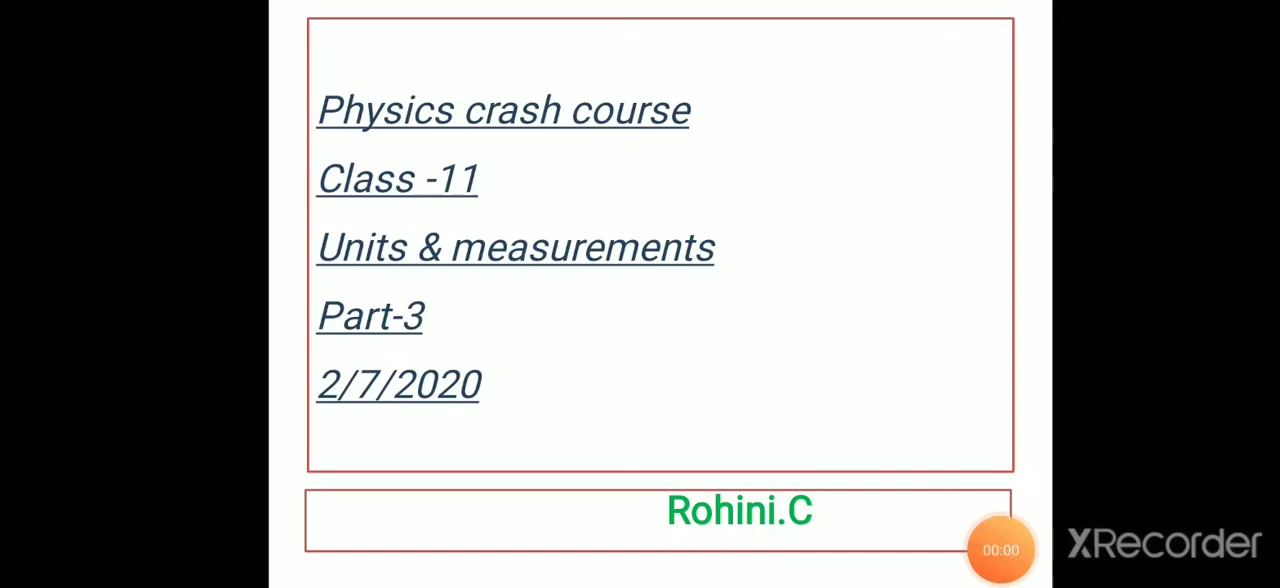 Physics crash course
Class -11
Units & measurements
Part-3
2/7/2020
Rohini.C
00:00
XRecorder